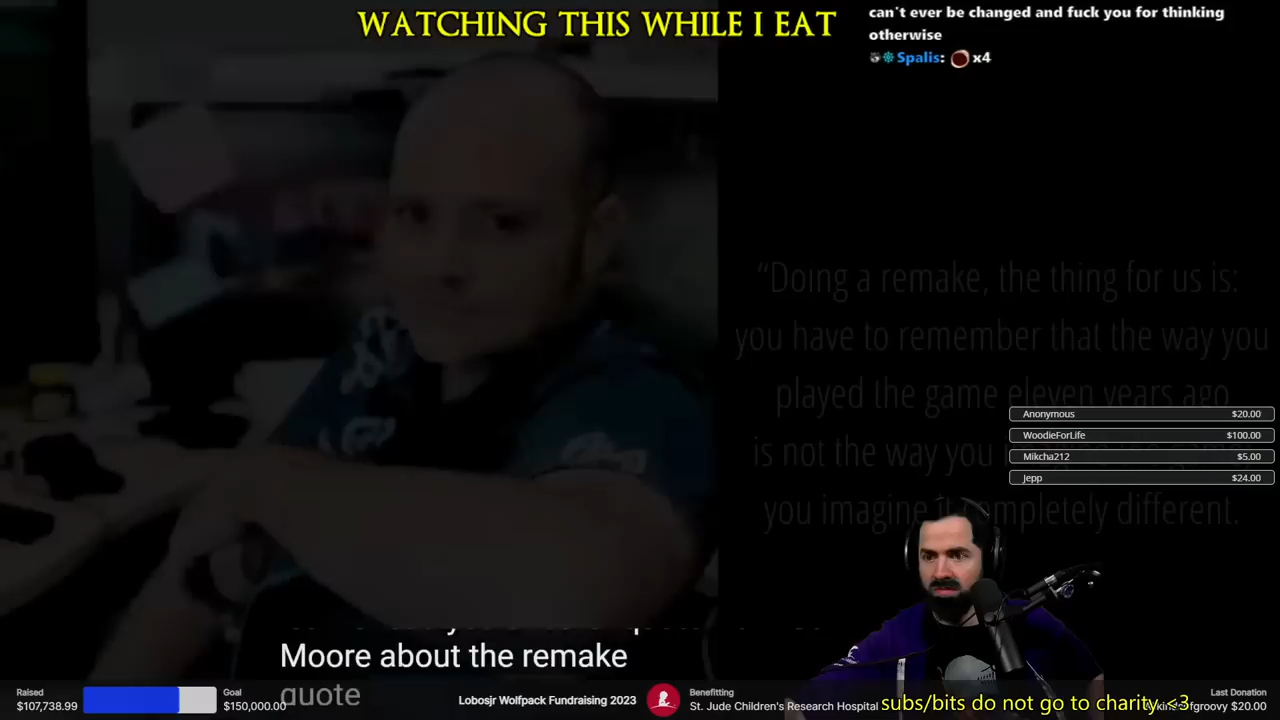 WATCHING THIS WHILE I EAT
can't ever be changed and fuck you for thinking
otherwise
Spalis: x4
“Doing a remake, the thing for us is:
you have to remember that the way you
played the game eleven years ago
is not the way you
you imagine it completely different.
Anonymous $20.00
WoodieForLife $100.00
Mikcha212 $5.00
Jepp $24.00
Moore about the remake
quote
Raised
$107,738.99
Goal
$150,000.00
Lobosjr Wolfpack Fundraising 2023
Benefitting
St. Jude Children's Research Hospital
subs/bits do not go to charity <3
Last Donation
groovy $20.00